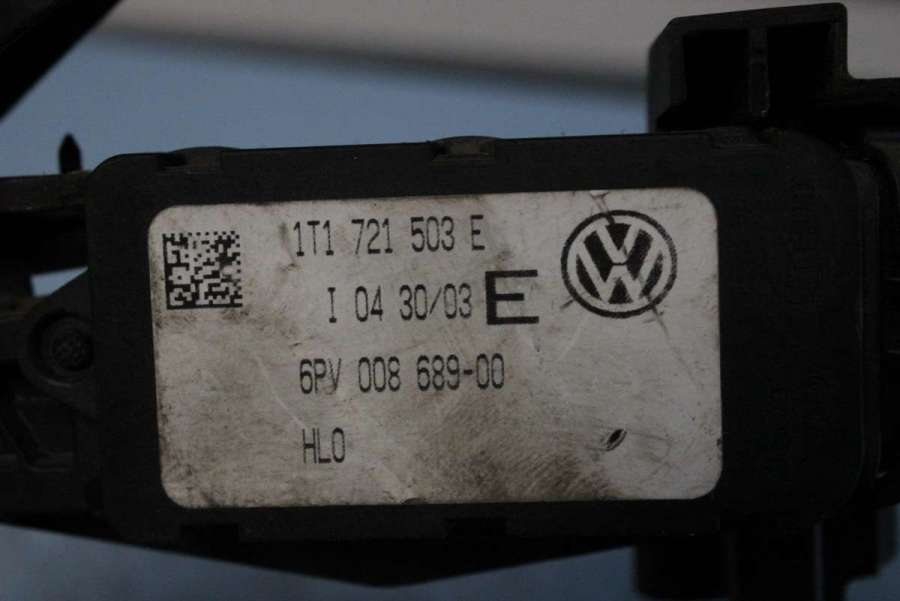 1T1 721 503 E
I 04 30/03 E
6PV 008 689-00
HLO